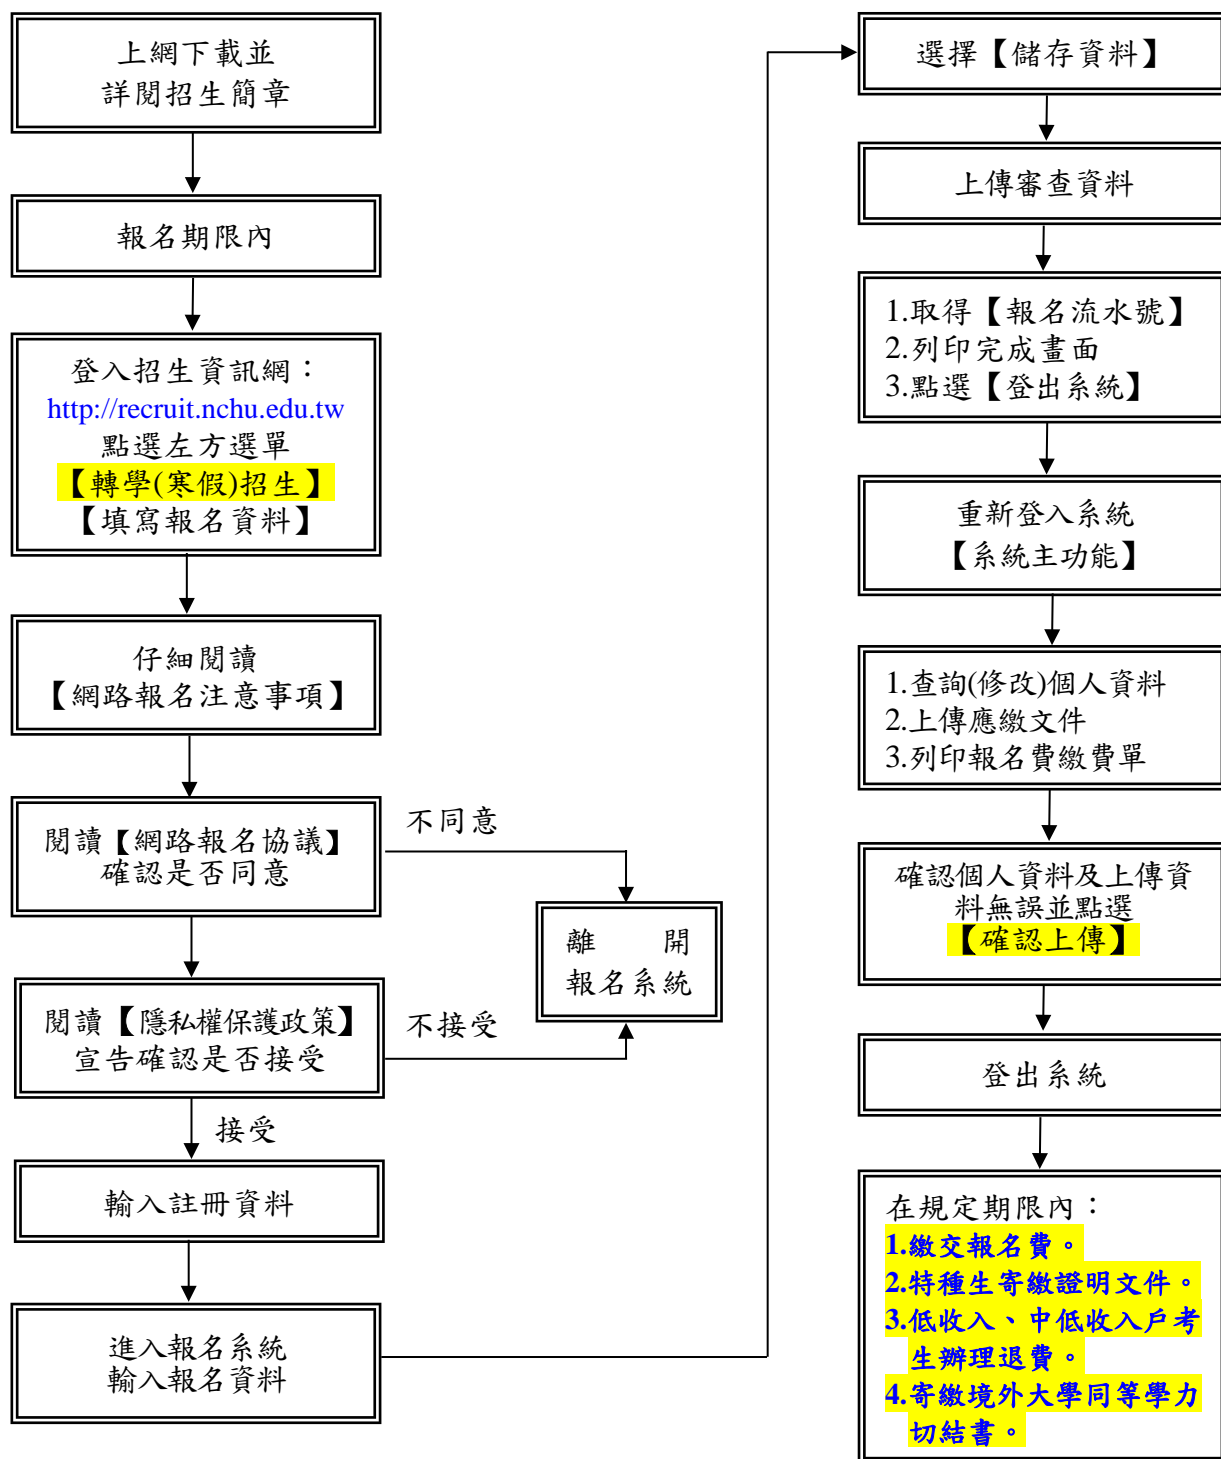 上網下載並
詳閱招生簡章
報名期限內
登入招生資訊網：
http://recruit.nchu.edu.tw
點選左方選單
【轉學(寒假)招生】
【填寫報名資料】
仔細閱讀
【網路報名注意事項】
閱讀【網路報名協議】
確認是否同意
不同意
離　　開
報名系統
閱讀【隱私權保護政策】
宣告確認是否接受
不接受
接受
輸入註冊資料
進入報名系統
輸入報名資料
選擇【儲存資料】
上傳審查資料
1.取得【報名流水號】
2.列印完成畫面
3.點選【登出系統】
重新登入系統
【系統主功能】
1.查詢(修改)個人資料
2.上傳應繳文件
3.列印報名費繳費單
確認個人資料及上傳資
料無誤並點選
【確認上傳】
登出系統
在規定期限內：
1.繳交報名費。
2.特種生寄繳證明文件。
3.低收入、中低收入戶考
生辦理退費。
4.寄繳境外大學同等學力
切結書。